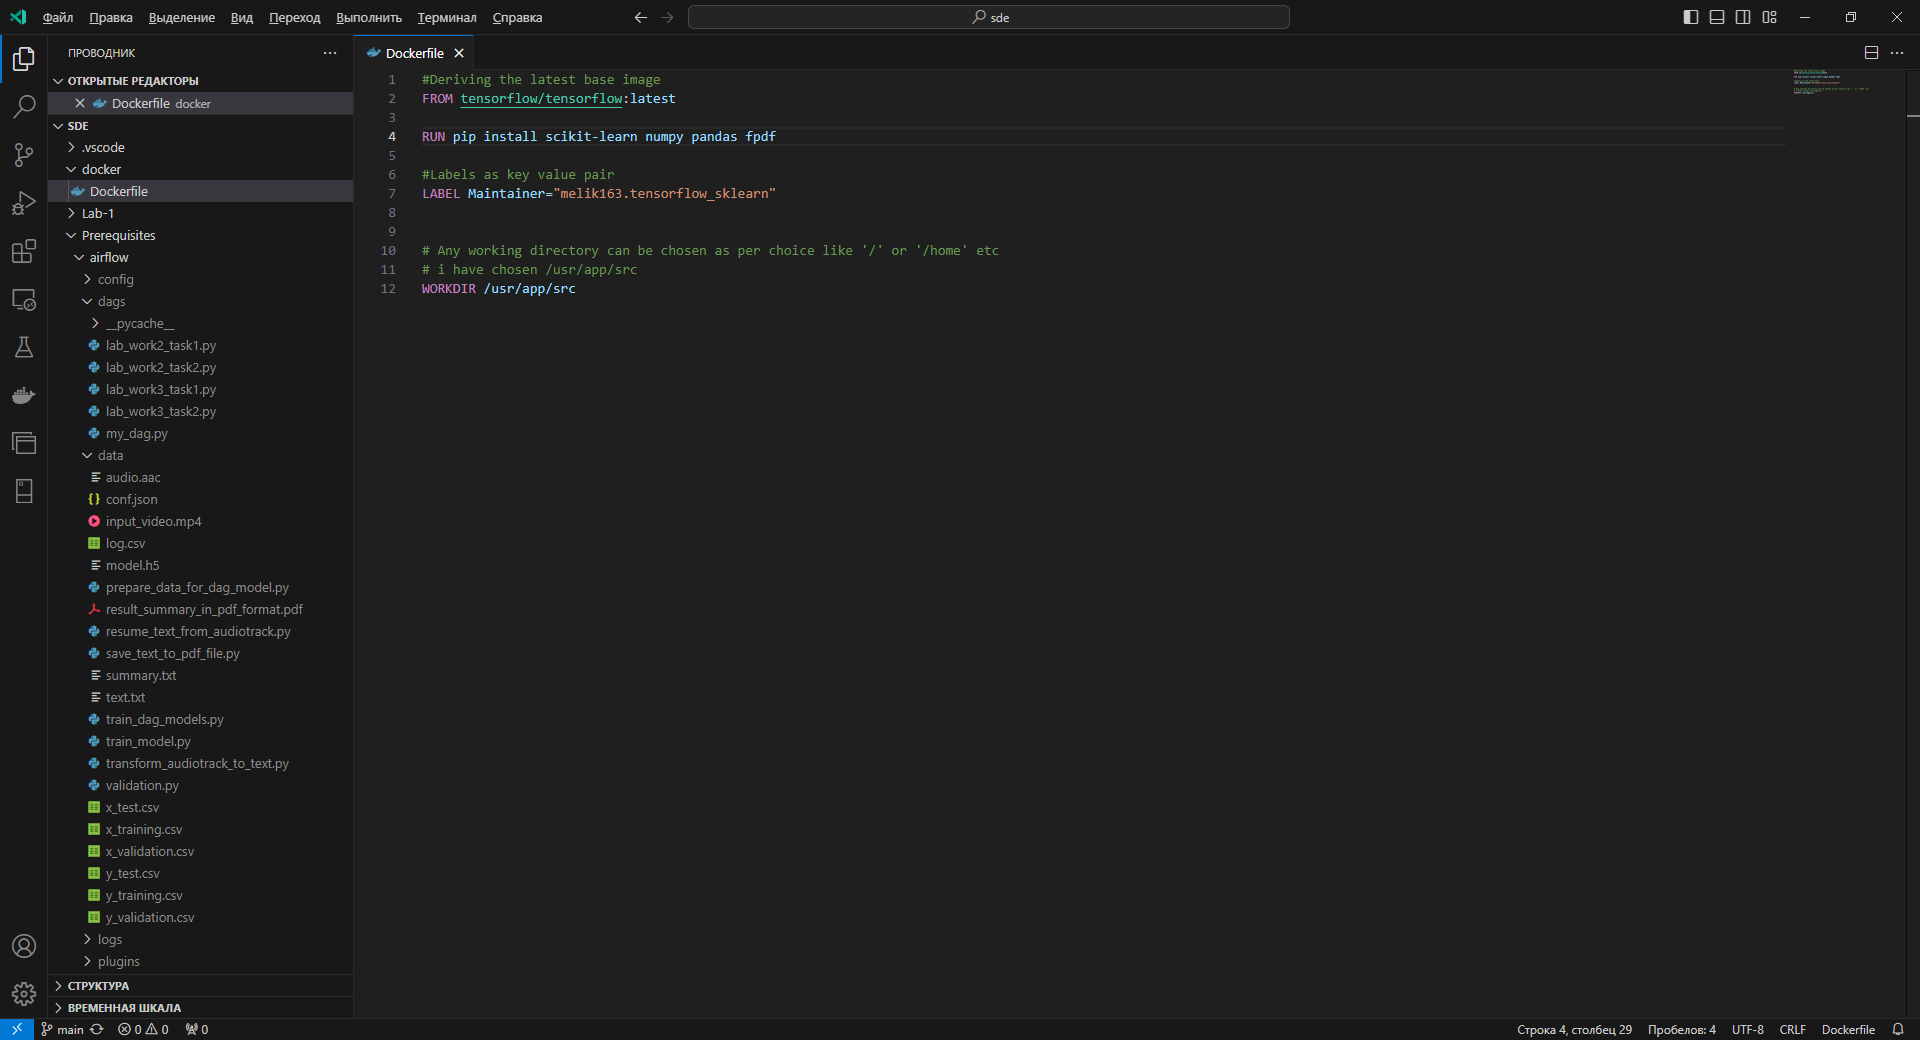 Файл Правка Выделение Вид Переход Выполнить Терминал Справка
sde
ПРОВОДНИК
ОТКРЫТЫЕ РЕДАКТОРЫ
Dockerfile docker
SDE
.vscode
docker
Dockerfile
Lab-1
Prerequisites
airflow
config
dags
__pycache__
lab_work2_task1.py
lab_work2_task2.py
lab_work3_task1.py
lab_work3_task2.py
my_dag.py
data
audio.aac
conf.json
input_video.mp4
log.csv
model.h5
prepare_data_for_dag_model.py
result_summary_in_pdf_format.pdf
resume_text_from_audiotrack.py
save_text_to_pdf_file.py
summary.txt
text.txt
train_dag_models.py
train_model.py
transform_audiotrack_to_text.py
validation.py
x_test.csv
x_training.csv
x_validation.csv
y_test.csv
y_training.csv
y_validation.csv
logs
plugins
СТРУКТУРА
ВРЕМЕННАЯ ШКАЛА
Dockerfile
1 #Deriving the latest base image
2 FROM tensorflow/tensorflow:latest
3
4 RUN pip install scikit-learn numpy pandas fpdf
5
6 #Labels as key value pair
7 LABEL Maintainer="melik163.tensorflow_sklearn"
8
9
10 # Any working directory can be chosen as per choice like '/' or '/home' etc
11 # i have chosen /usr/app/src
12 WORKDIR /usr/app/src
main 0 0 0
Строка 4, столбец 29 Пробелов: 4 UTF-8 CRLF Dockerfile